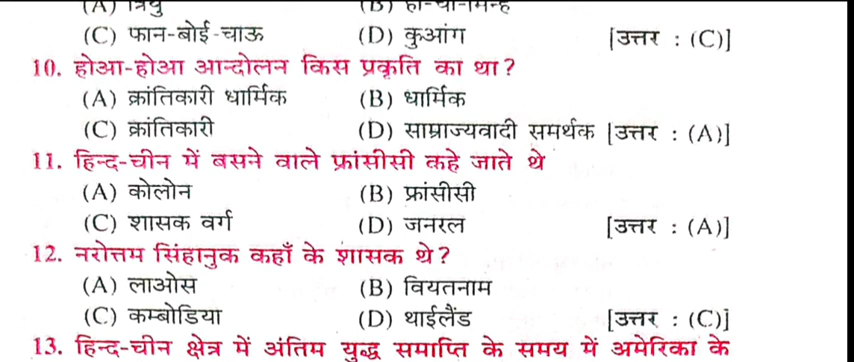 (A) त्रियु (B) हो-ची-मिन्ह
(C) फान-बोई-चाऊ (D) कुआंग [उत्तर : (C)]
10. होआ-होआ आन्दोलन किस प्रकृति का था?
(A) क्रांतिकारी धार्मिक (B) धार्मिक
(C) क्रांतिकारी (D) साम्राज्यवादी समर्थक [उत्तर : (A)]
11. हिन्द-चीन में बसने वाले फ्रांसीसी कहे जाते थे
(A) कोलोन (B) फ्रांसीसी
(C) शासक वर्ग (D) जनरल [उत्तर : (A)]
12. नरोत्तम सिंहानुक कहाँ के शासक थे?
(A) लाओस (B) वियतनाम
(C) कम्बोडिया (D) थाईलैंड [उत्तर : (C)]
13. हिन्द-चीन क्षेत्र में अंतिम युद्ध समाप्ति के समय में अमेरिका के